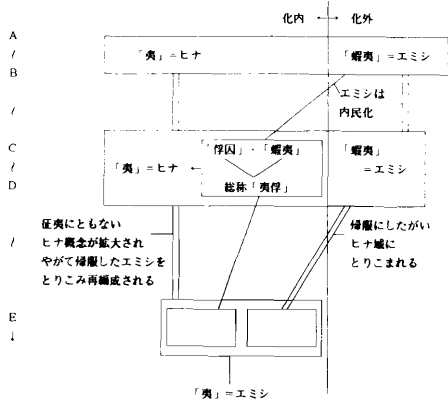 化内 ←→ 化外
A
≀
B
「夷」=ヒナ
「蝦夷」=エミシ
エミシは
内民化
≀
C
≀
D
「夷」=ヒナ ←
「俘囚」・「蝦夷」
総称「夷俘」
「蝦夷」
=エミシ
≀
征夷にともない
ヒナ概念が拡大され
やがて帰服したエミシを
とりこみ再編成される
帰服にしたがい
ヒナ域に
とりこまれる
E
↓
「夷」=エミシ